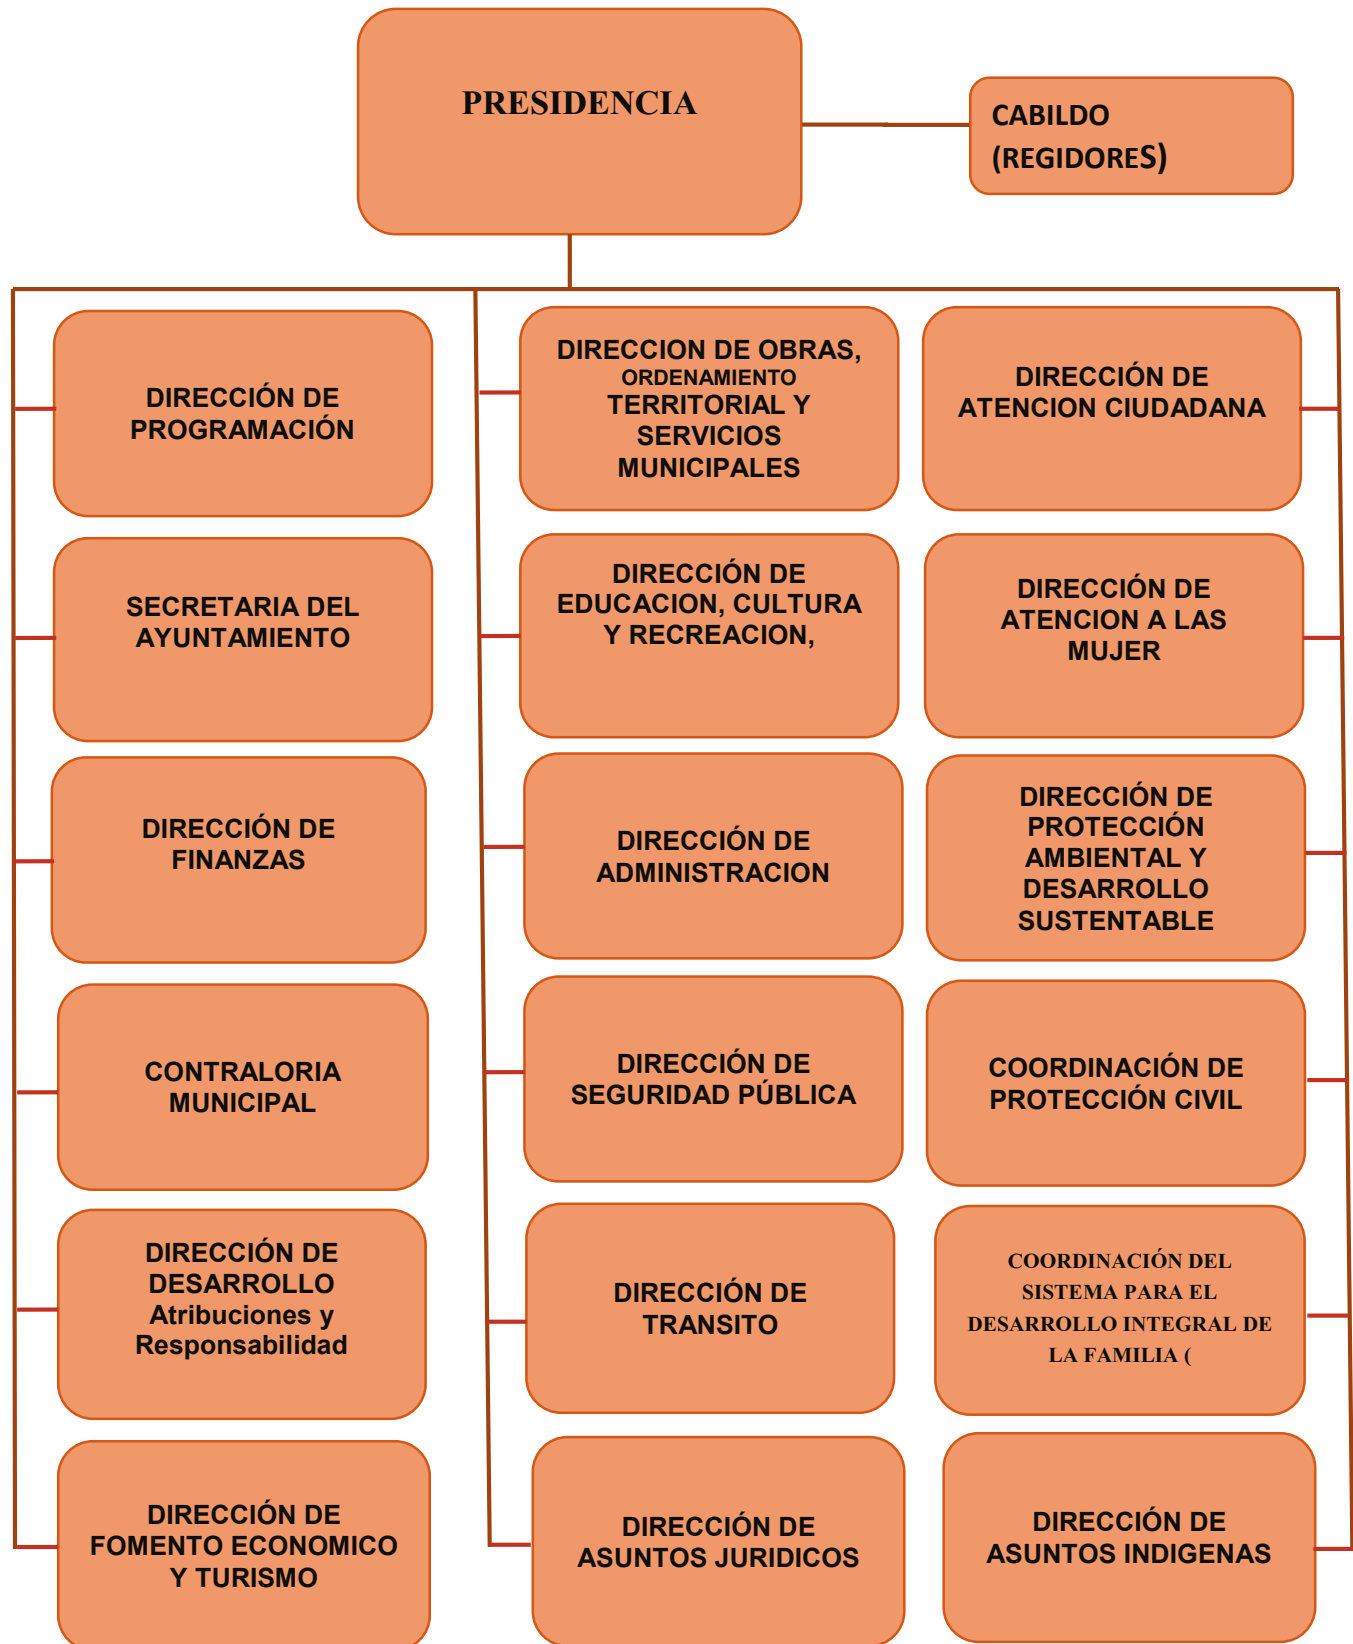 PRESIDENCIA
CABILDO
(REGIDORES)
DIRECCIÓN DE
PROGRAMACIÓN
DIRECCION DE OBRAS,
ORDENAMIENTO
TERRITORIAL Y
SERVICIOS
MUNICIPALES
DIRECCIÓN DE
ATENCION CIUDADANA
SECRETARIA DEL
AYUNTAMIENTO
DIRECCIÓN DE
EDUCACION, CULTURA
Y RECREACION,
DIRECCIÓN DE
ATENCION A LAS
MUJER
DIRECCIÓN DE
FINANZAS
DIRECCIÓN DE
ADMINISTRACION
DIRECCIÓN DE
PROTECCIÓN
AMBIENTAL Y
DESARROLLO
SUSTENTABLE
CONTRALORIA
MUNICIPAL
DIRECCIÓN DE
SEGURIDAD PÚBLICA
COORDINACIÓN DE
PROTECCIÓN CIVIL
DIRECCIÓN DE
DESARROLLO
Atribuciones y
Responsabilidad
DIRECCIÓN DE
TRANSITO
COORDINACIÓN DEL
SISTEMA PARA EL
DESARROLLO INTEGRAL DE
LA FAMILIA (
DIRECCIÓN DE
FOMENTO ECONOMICO
Y TURISMO
DIRECCIÓN DE
ASUNTOS JURIDICOS
DIRECCIÓN DE
ASUNTOS INDIGENAS